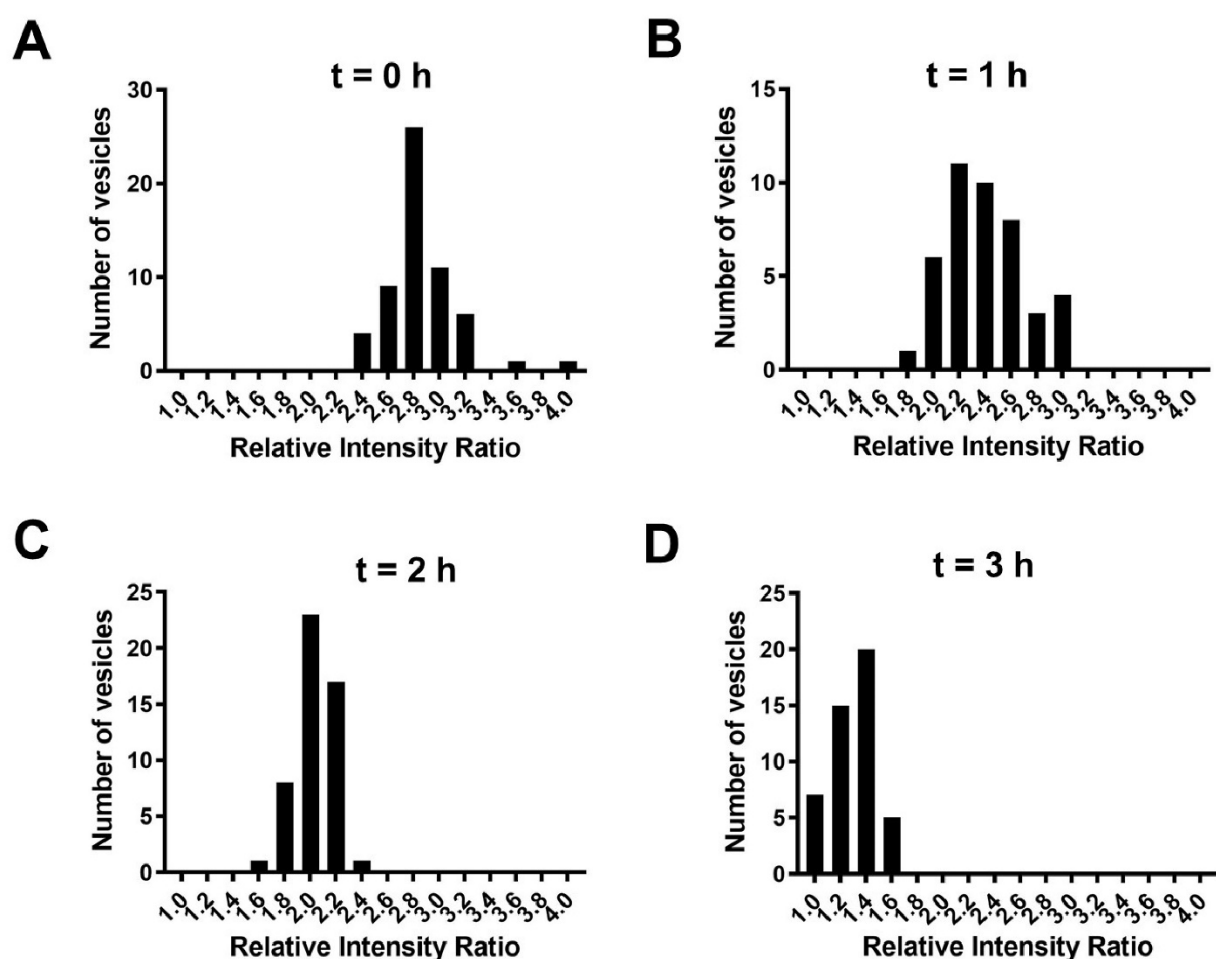 A
t = 0 h
Number of vesicles
30
20
10
0
1.0 1.2 1.4 1.6 1.8 2.0 2.2 2.4 2.6 2.8 3.0 3.2 3.4 3.6 3.8 4.0
Relative Intensity Ratio
B
t = 1 h
Number of vesicles
15
10
5
0
1.0 1.2 1.4 1.6 1.8 2.0 2.2 2.4 2.6 2.8 3.0 3.2 3.4 3.6 3.8 4.0
Relative Intensity Ratio
C
t = 2 h
Number of vesicles
25
20
15
10
5
0
1.0 1.2 1.4 1.6 1.8 2.0 2.2 2.4 2.6 2.8 3.0 3.2 3.4 3.6 3.8 4.0
Relative Intensity Ratio
D
t = 3 h
Number of vesicles
25
20
15
10
5
0
1.0 1.2 1.4 1.6 1.8 2.0 2.2 2.4 2.6 2.8 3.0 3.2 3.4 3.6 3.8 4.0
Relative Intensity Ratio